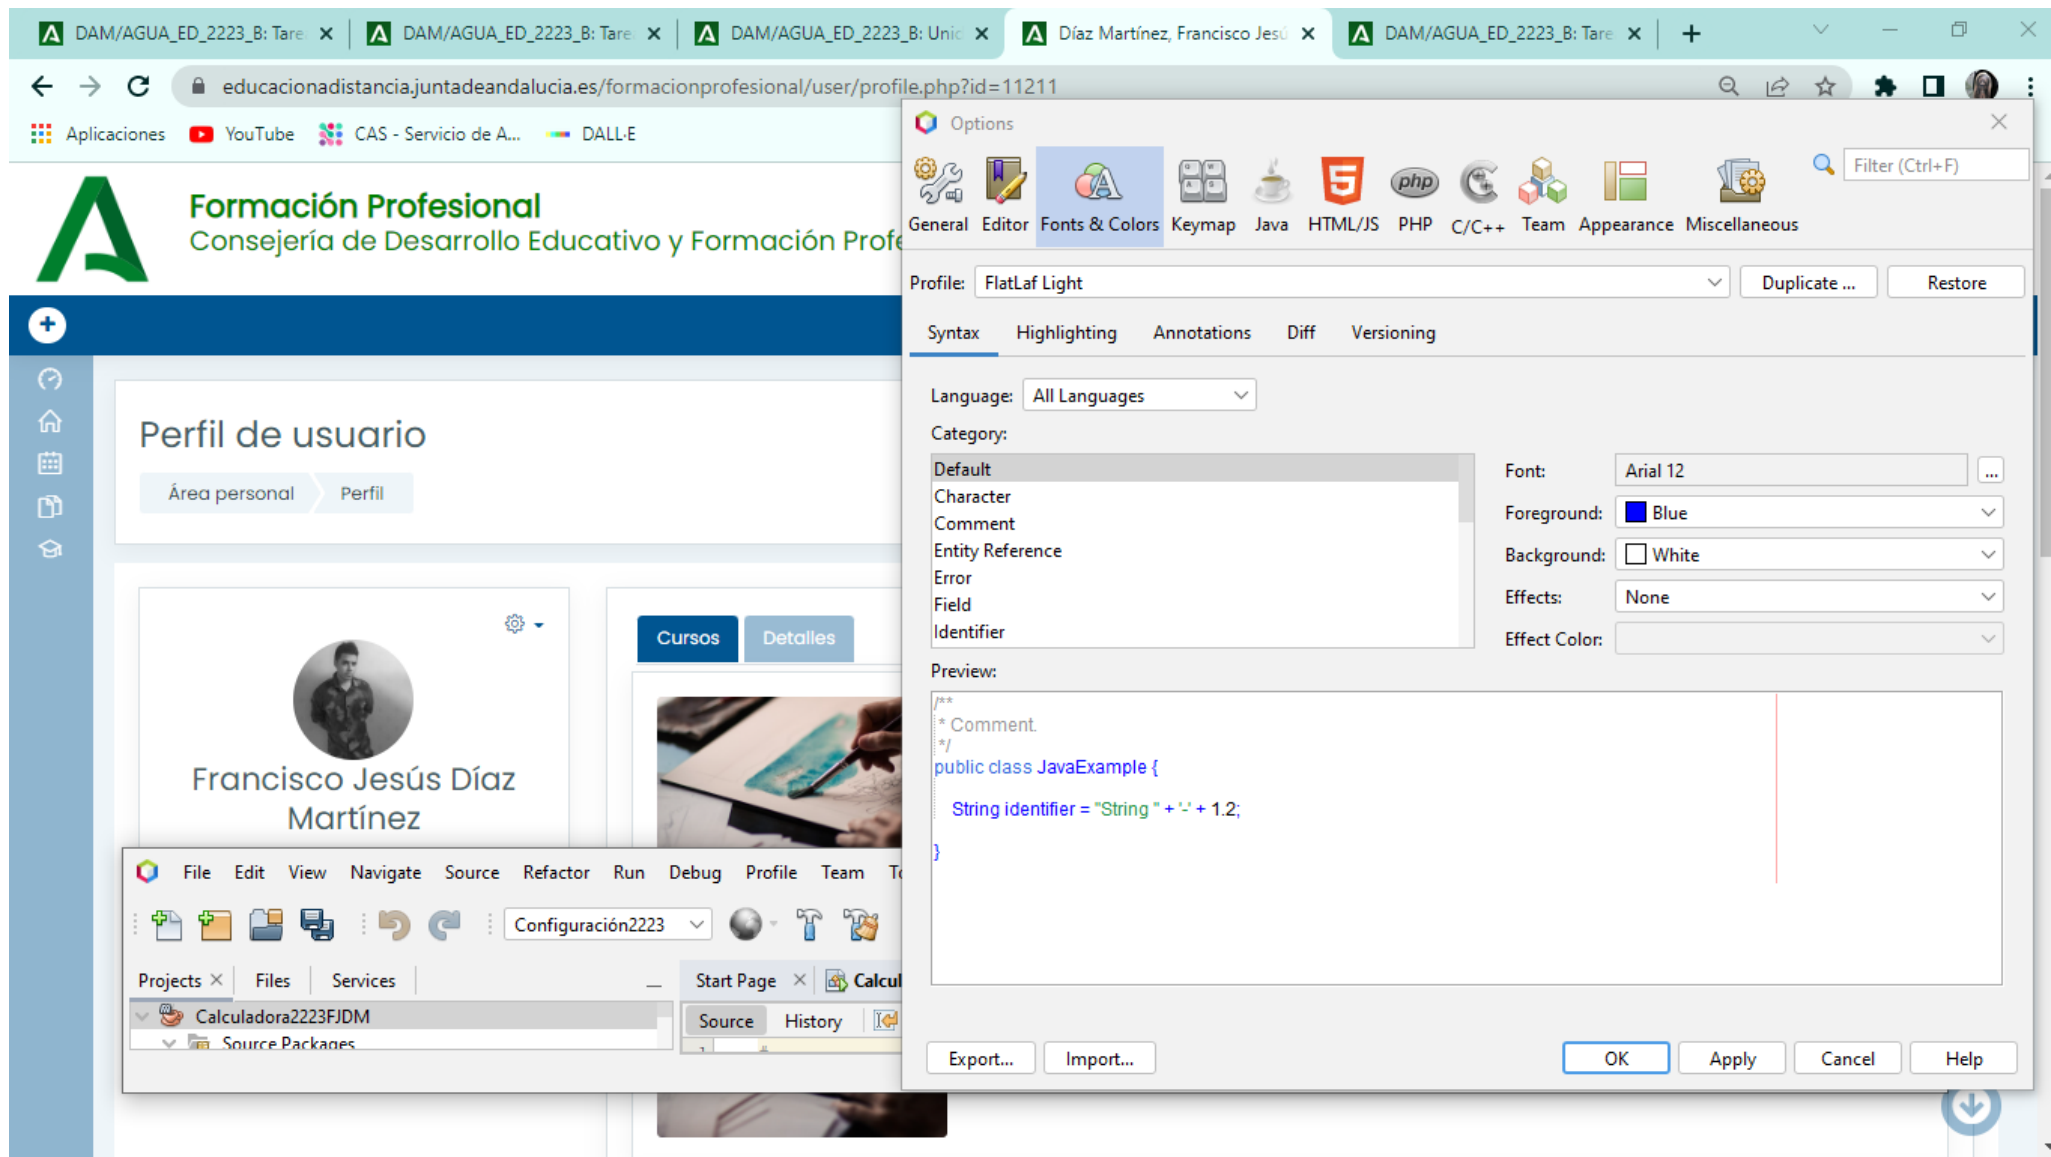 DAM/AGUA_ED_2223_B: Tare
DAM/AGUA_ED_2223_B: Tare
DAM/AGUA_ED_2223_B: Unic
Díaz Martínez, Francisco Jesú
DAM/AGUA_ED_2223_B: Tare
educacionadistancia.juntadeandalucia.es/formacionprofesional/user/profile.php?id=11211
Aplicaciones
YouTube
CAS - Servicio de A...
DALL·E
Formación Profesional
Consejería de Desarrollo Educativo y Formación Profe
Perfil de usuario
Área personal
Perfil
Cursos
Detalles
Francisco Jesús Díaz
Martínez
Options
Filter (Ctrl+F)
General
Editor
Fonts & Colors
Keymap
Java
HTML/JS
php
PHP
C/C++
Team
Appearance
Miscellaneous
Profile:
FlatLaf Light
Duplicate ...
Restore
Syntax
Highlighting
Annotations
Diff
Versioning
Language:
All Languages
Category:
Default
Character
Comment
Entity Reference
Error
Field
Identifier
Font:
Arial 12
...
Foreground:
Blue
Background:
White
Effects:
None
Effect Color:
Preview:
/**
* Comment.
*/
public class JavaExample {
String identifier = "String " + '-' + 1.2;
}
Export...
Import...
OK
Apply
Cancel
Help
File
Edit
View
Navigate
Source
Refactor
Run
Debug
Profile
Team
To
Configuración2223
Projects
Files
Services
Start Page
Calcul
Calculadora2223FJDM
Source Packages
Source
History
1
#